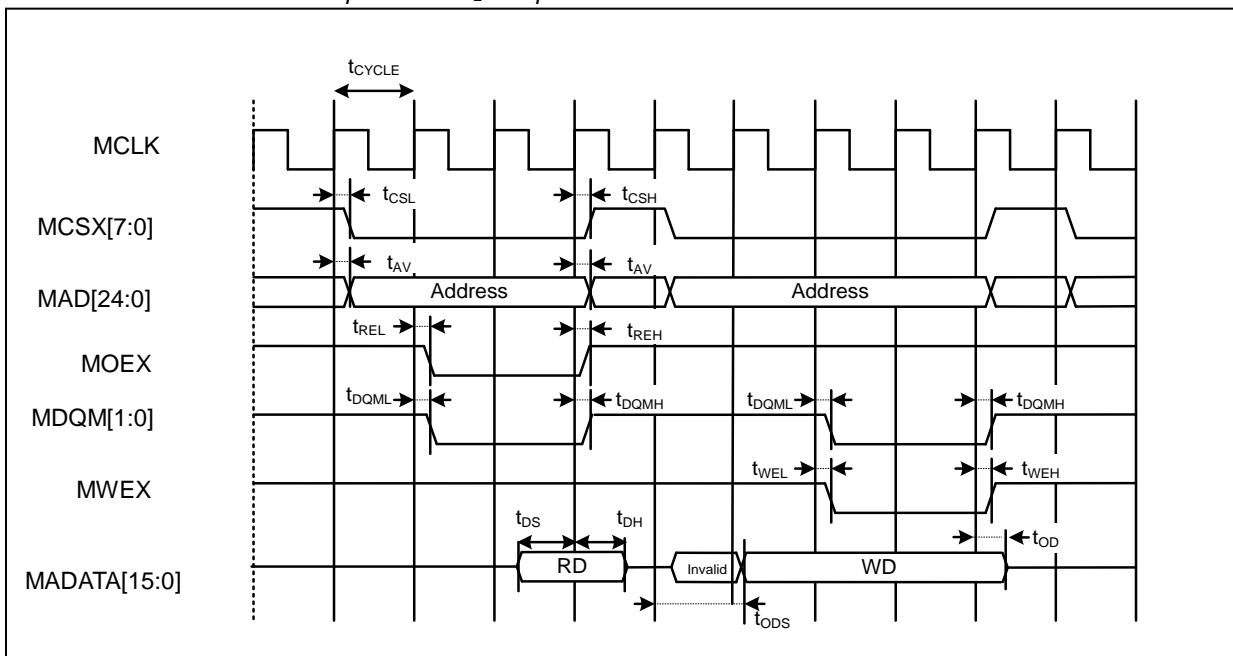 tCYCLE
MCLK
tCSL
tCSH
MCSX[7:0]
tAV
tAV
MAD[24:0]
Address
Address
tREL
tREH
MOEX
tDQML
tDQMH
tDQML
tDQMH
MDQM[1:0]
tWEL
tWEH
MWEX
tDS
tDH
tOD
MADATA[15:0]
RD
Invalid
WD
tODS